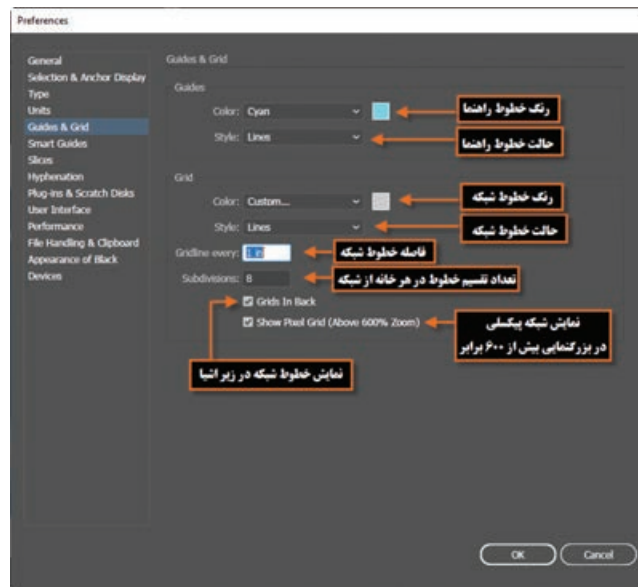 Preferences
General
Selection & Anchor Display
Type
Units
Guides & Grid
Smart Guides
Slices
Hyphenation
Plug-ins & Scratch Disks
User Interface
Performance
File Handling & Clipboard
Appearance of Black
Devices
Guides & Grid
Guides
Color: Cyan
رنگ خطوط راهنما
Style: Lines
حالت خطوط راهنما
Grid
Color: Custom...
رنگ خطوط شبکه
Style: Lines
حالت خطوط شبکه
Gridline every: 1 in
فاصله خطوط شبکه
Subdivisions: 8
تعداد تقسیم خطوط در هر خانه از شبکه
Grids In Back
Show Pixel Grid (Above 600% Zoom)
نمایش شبکه پیکسلی
در بزرگنمایی بیش از ۶۰۰ برابر
نمایش خطوط شبکه در زیر اشیا
OK
Cancel